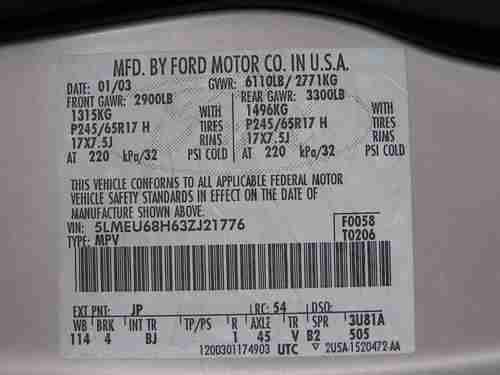 MFD. BY FORD MOTOR CO. IN U.S.A.
DATE: 01/03 GVWR: 6110LB/ 2771KG
FRONT GAWR: 2900LB REAR GAWR: 3300LB
1315KG WITH 1496KG WITH
P245/65R17 H TIRES P245/65R17 H TIRES
17X7.5J RIMS 17X7.5J RIMS
AT 220 kPa/32 PSI COLD AT 220 kPa/32 PSI COLD
THIS VEHICLE CONFORMS TO ALL APPLICABLE FEDERAL MOTOR
VEHICLE SAFETY STANDARDS IN EFFECT ON THE DATE OF
MANUFACTURE SHOWN ABOVE.
VIN: 5LMEU68H63ZJ21776 F0058
TYPE: MPV T0206
EXT PNT: JP RC: 54 DSO:
WB BRK INT TR TP/PS R AXLE TR SPR 3U81A
114 4 BJ 1 45 V B2 505
1200301174903 UTC ▽ 2U5A-1520472-AA